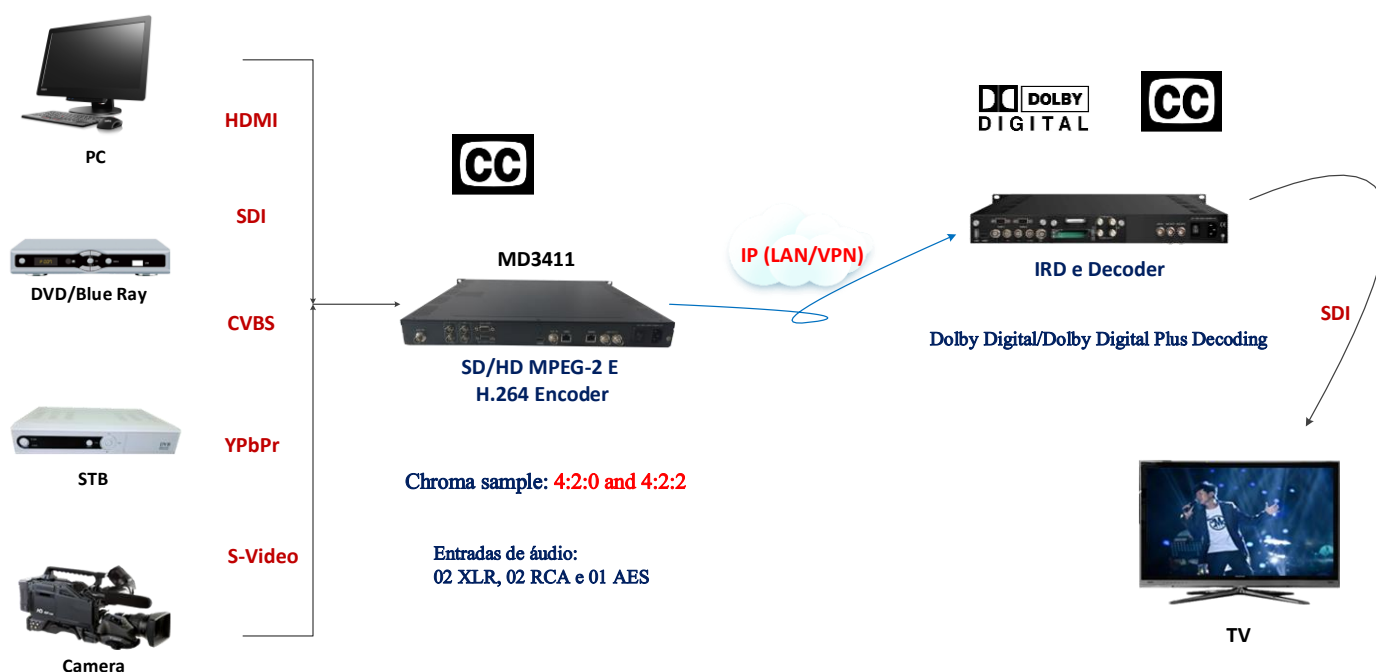 PC
DVD/Blue Ray
STB
Camera
HDMI
SDI
CVBS
YPbPr
S-Video
CC
MD3411
SD/HD MPEG-2 E
H.264 Encoder
Chroma sample: 4:2:0 and 4:2:2
Entradas de áudio:
02 XLR, 02 RCA e 01 AES
IP (LAN/VPN)
DOLBY
DIGITAL
CC
IRD e Decoder
Dolby Digital/Dolby Digital Plus Decoding
SDI
TV